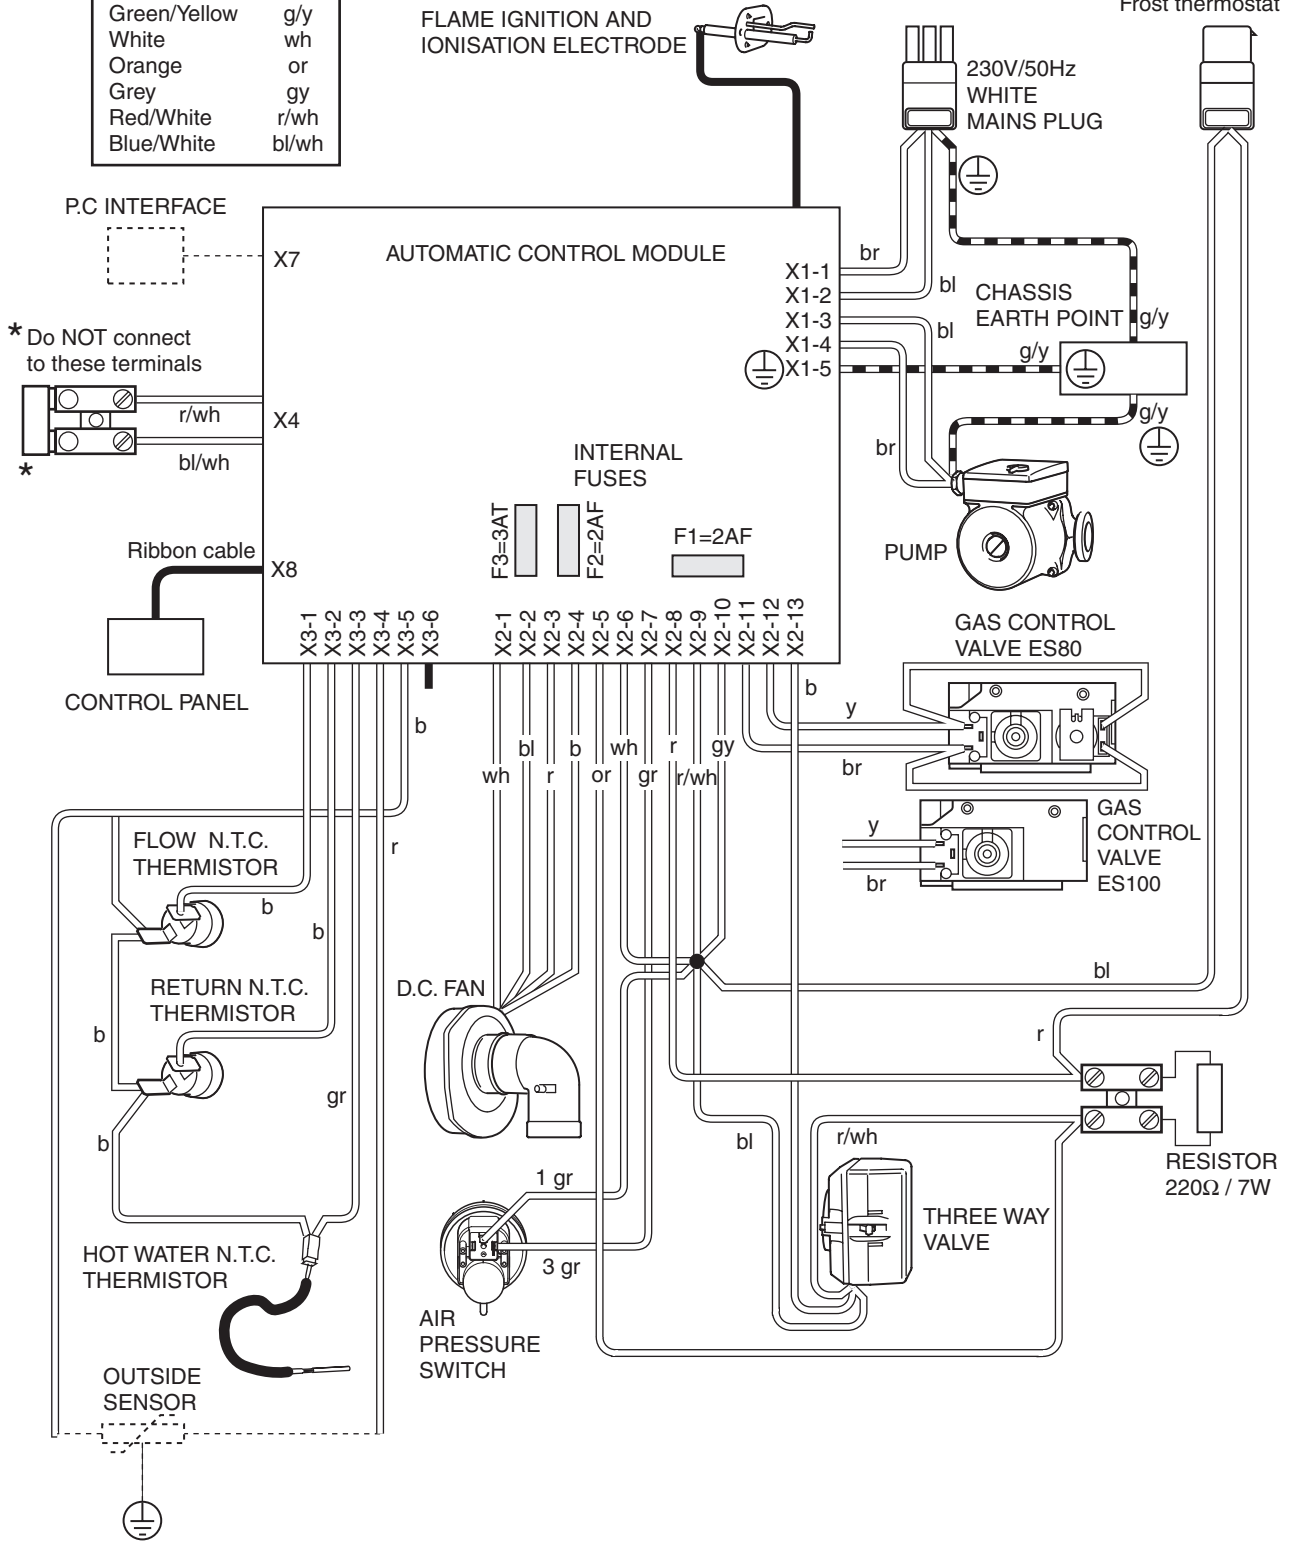 Green/Yellow g/y
White wh
Orange or
Grey gy
Red/White r/wh
Blue/White bl/wh
FLAME IGNITION AND
IONISATION ELECTRODE
230V/50Hz
WHITE
MAINS PLUG
Frost thermostat
P.C INTERFACE
X7
AUTOMATIC CONTROL MODULE
X1-1
X1-2
X1-3
X1-4
X1-5
br
bl
bl
br
CHASSIS
EARTH POINT
g/y
g/y
g/y
* Do NOT connect
to these terminals
r/wh
X4
bl/wh
*
INTERNAL
FUSES
F3=3AT
F2=2AF
F1=2AF
PUMP
Ribbon cable
X8
CONTROL PANEL
X3-1
X3-2
X3-3
X3-4
X3-5
X3-6
X2-1
X2-2
X2-3
X2-4
X2-5
X2-6
X2-7
X2-8
X2-9
X2-10
X2-11
X2-12
X2-13
GAS CONTROL
VALVE ES80
b
b
y
br
bl
b
wh
r
gy
wh
r
or
gr
r/wh
GAS
CONTROL
VALVE
ES100
y
br
FLOW N.T.C.
THERMISTOR
r
b
b
RETURN N.T.C.
THERMISTOR
b
D.C. FAN
bl
r
gr
b
bl
r/wh
RESISTOR
220Ω / 7W
1 gr
3 gr
THREE WAY
VALVE
HOT WATER N.T.C.
THERMISTOR
AIR
PRESSURE
SWITCH
OUTSIDE
SENSOR